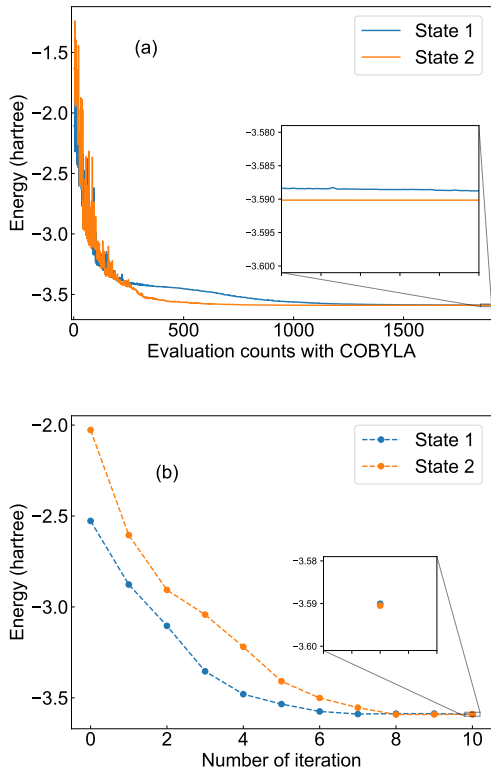 (a)
State 1
State 2
Energy (hartree)
−1.5
−2.0
−2.5
−3.0
−3.5
-3.580
-3.585
-3.590
-3.595
-3.600
0
500
1000
1500
Evaluation counts with COBYLA
(b)
State 1
State 2
Energy (hartree)
−2.0
−2.5
−3.0
−3.5
-3.58
-3.59
-3.60
0
2
4
6
8
10
Number of iteration